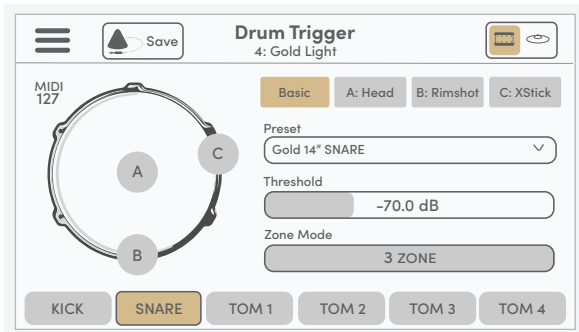 Save
Drum Trigger
4: Gold Light
MIDI
127
Basic
A: Head
B: Rimshot
C: XStick
Preset
Gold 14” SNARE
Threshold
-70.0 dB
Zone Mode
3 ZONE
A
C
B
KICK
SNARE
TOM 1
TOM 2
TOM 3
TOM 4